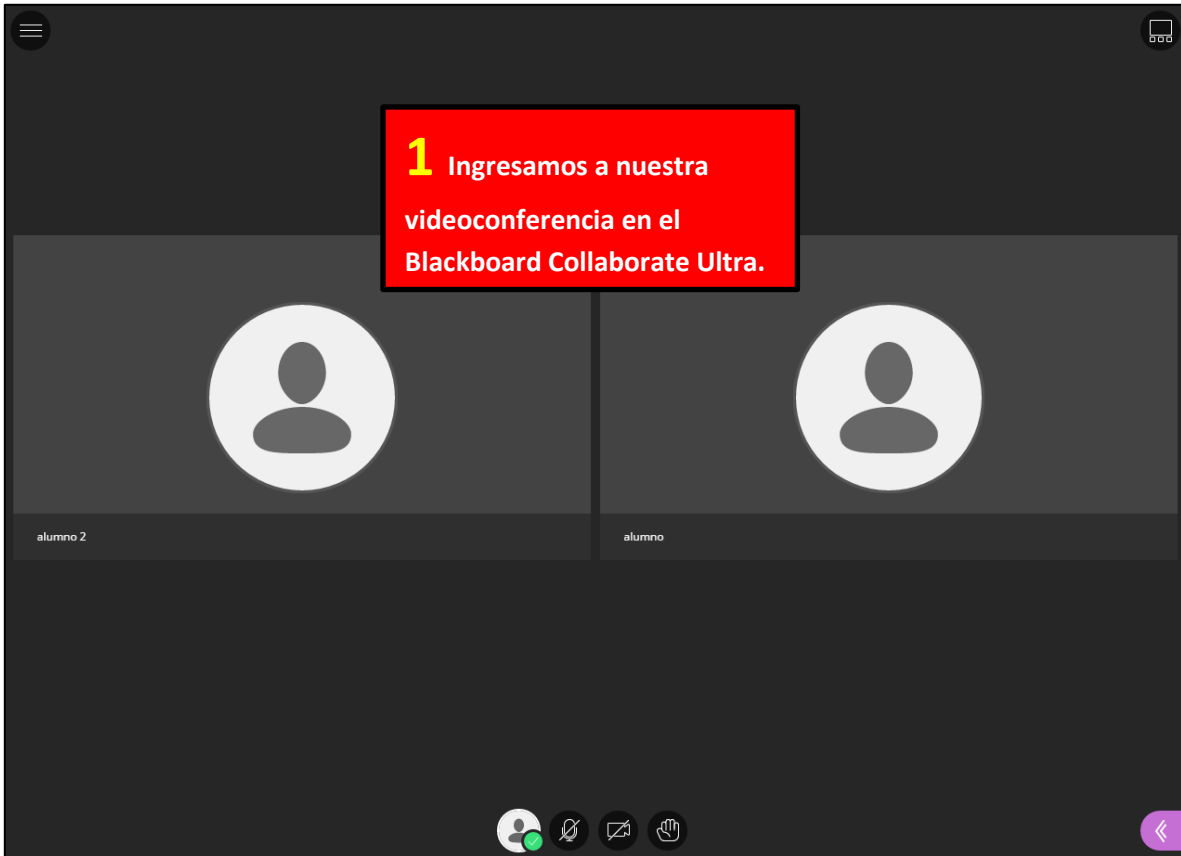 1 Ingresamos a nuestra
videoconferencia en el
Blackboard Collaborate Ultra.
alumno 2
alumno